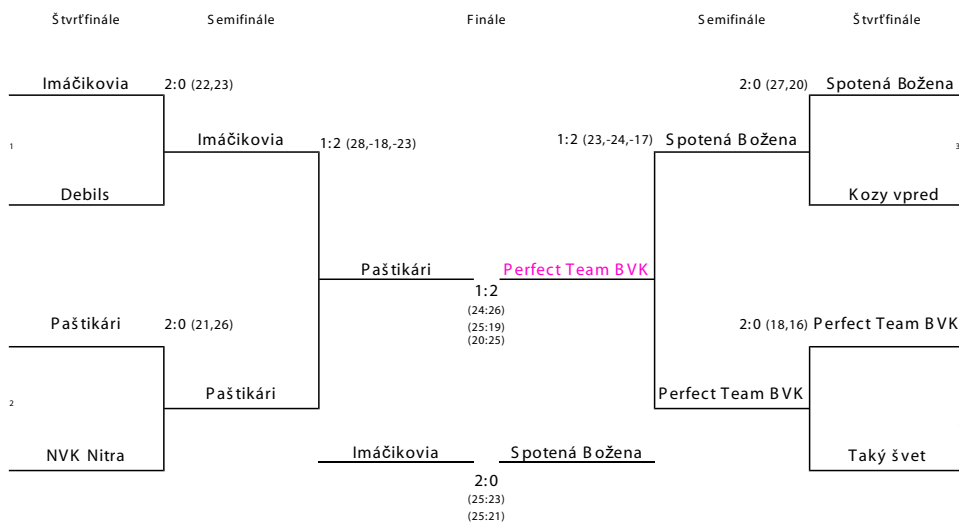 Štvrťfinále Semifinále Finále Semifinále Štvrťfinále
Imáčikovia 2:0 (22,23) 2:0 (27,20) Spotená Božena
1 Imáčikovia 1:2 (28,-18,-23) 1:2 (23,-24,-17) Spotená Božena 3
Debils Kozy vpred
Paštikári Perfect Team BVK
1:2
(24:26)
(25:19)
(20:25)
Paštikári 2:0 (21,26) 2:0 (18,16) Perfect Team BVK
2 Paštikári Perfect Team BVK
NVK Nitra Imáčikovia Spotená Božena Taký švet
2:0
(25:23)
(25:21)